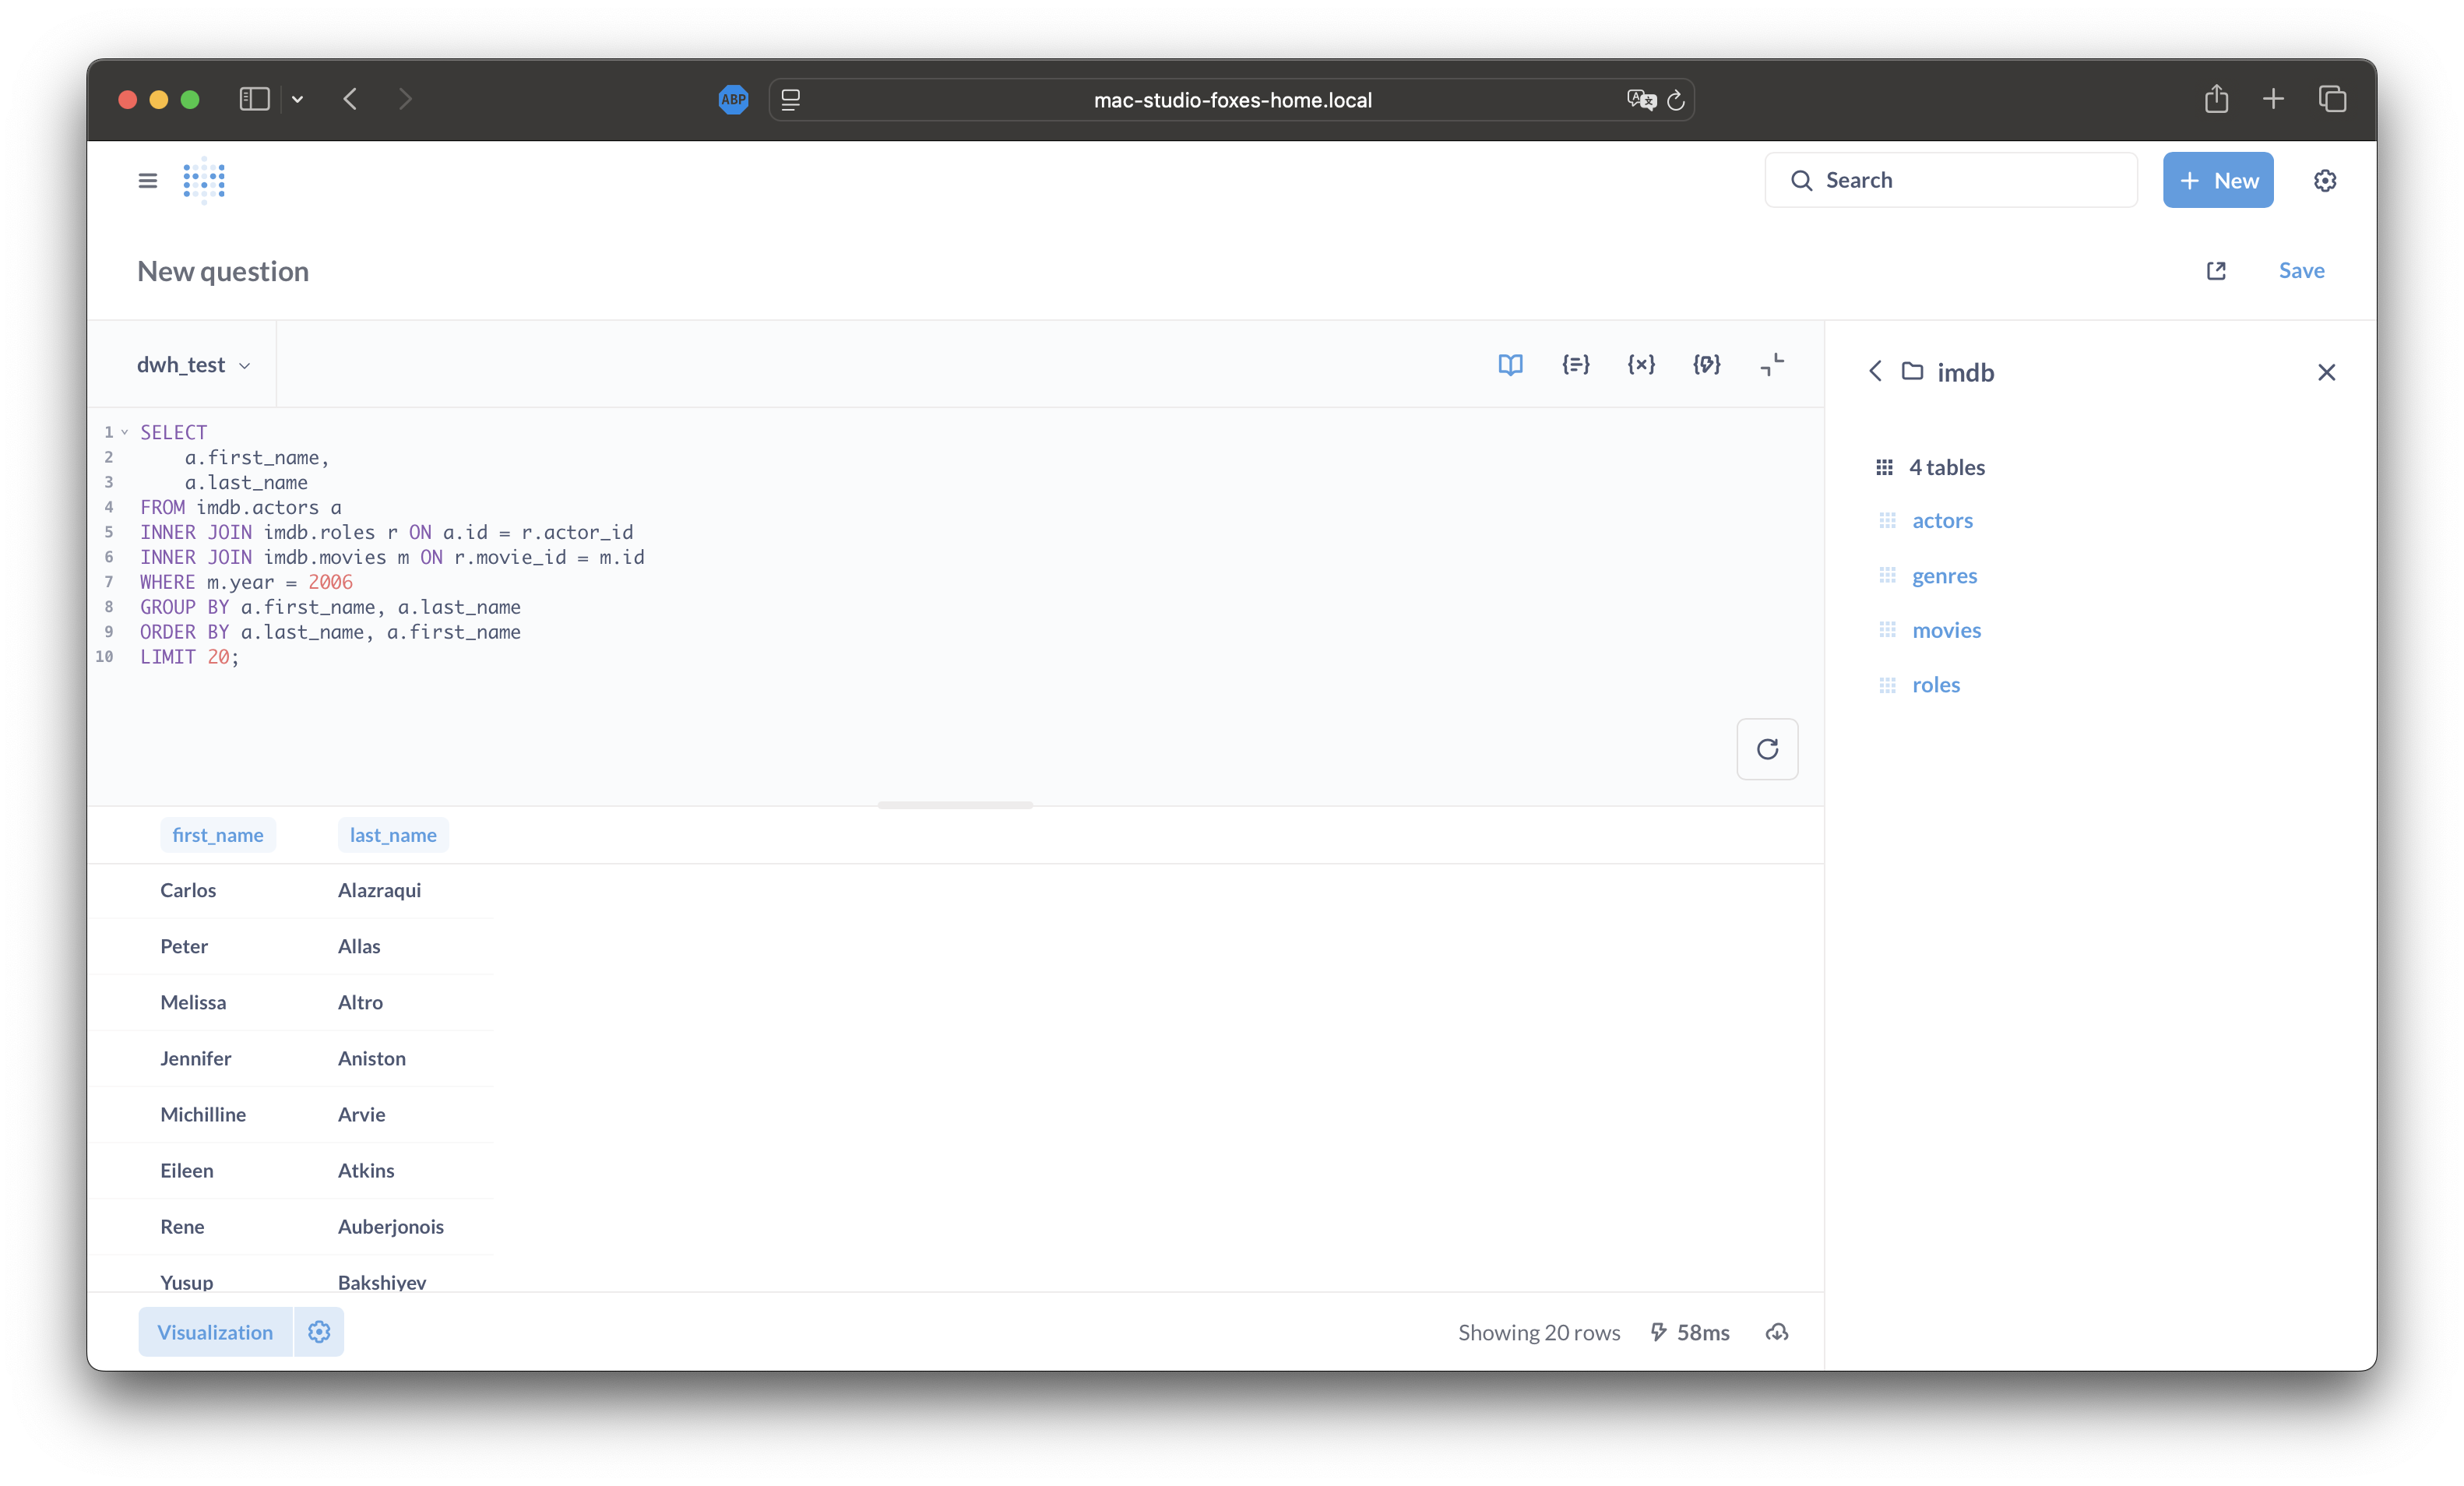 ABP
mac-studio-foxes-home.local
Search
+ New
New question
Save
dwh_test
imdb
1 SELECT
2 a.first_name,
3 a.last_name
4 FROM imdb.actors a
5 INNER JOIN imdb.roles r ON a.id = r.actor_id
6 INNER JOIN imdb.movies m ON r.movie_id = m.id
7 WHERE m.year = 2006
8 GROUP BY a.first_name, a.last_name
9 ORDER BY a.last_name, a.first_name
10 LIMIT 20;
4 tables
actors
genres
movies
roles
first_name last_name
Carlos Alazraqui
Peter Allas
Melissa Altro
Jennifer Aniston
Michilline Arvie
Eileen Atkins
Rene Auberjonois
Yusup Bakshiyev
Visualization
Showing 20 rows 58ms